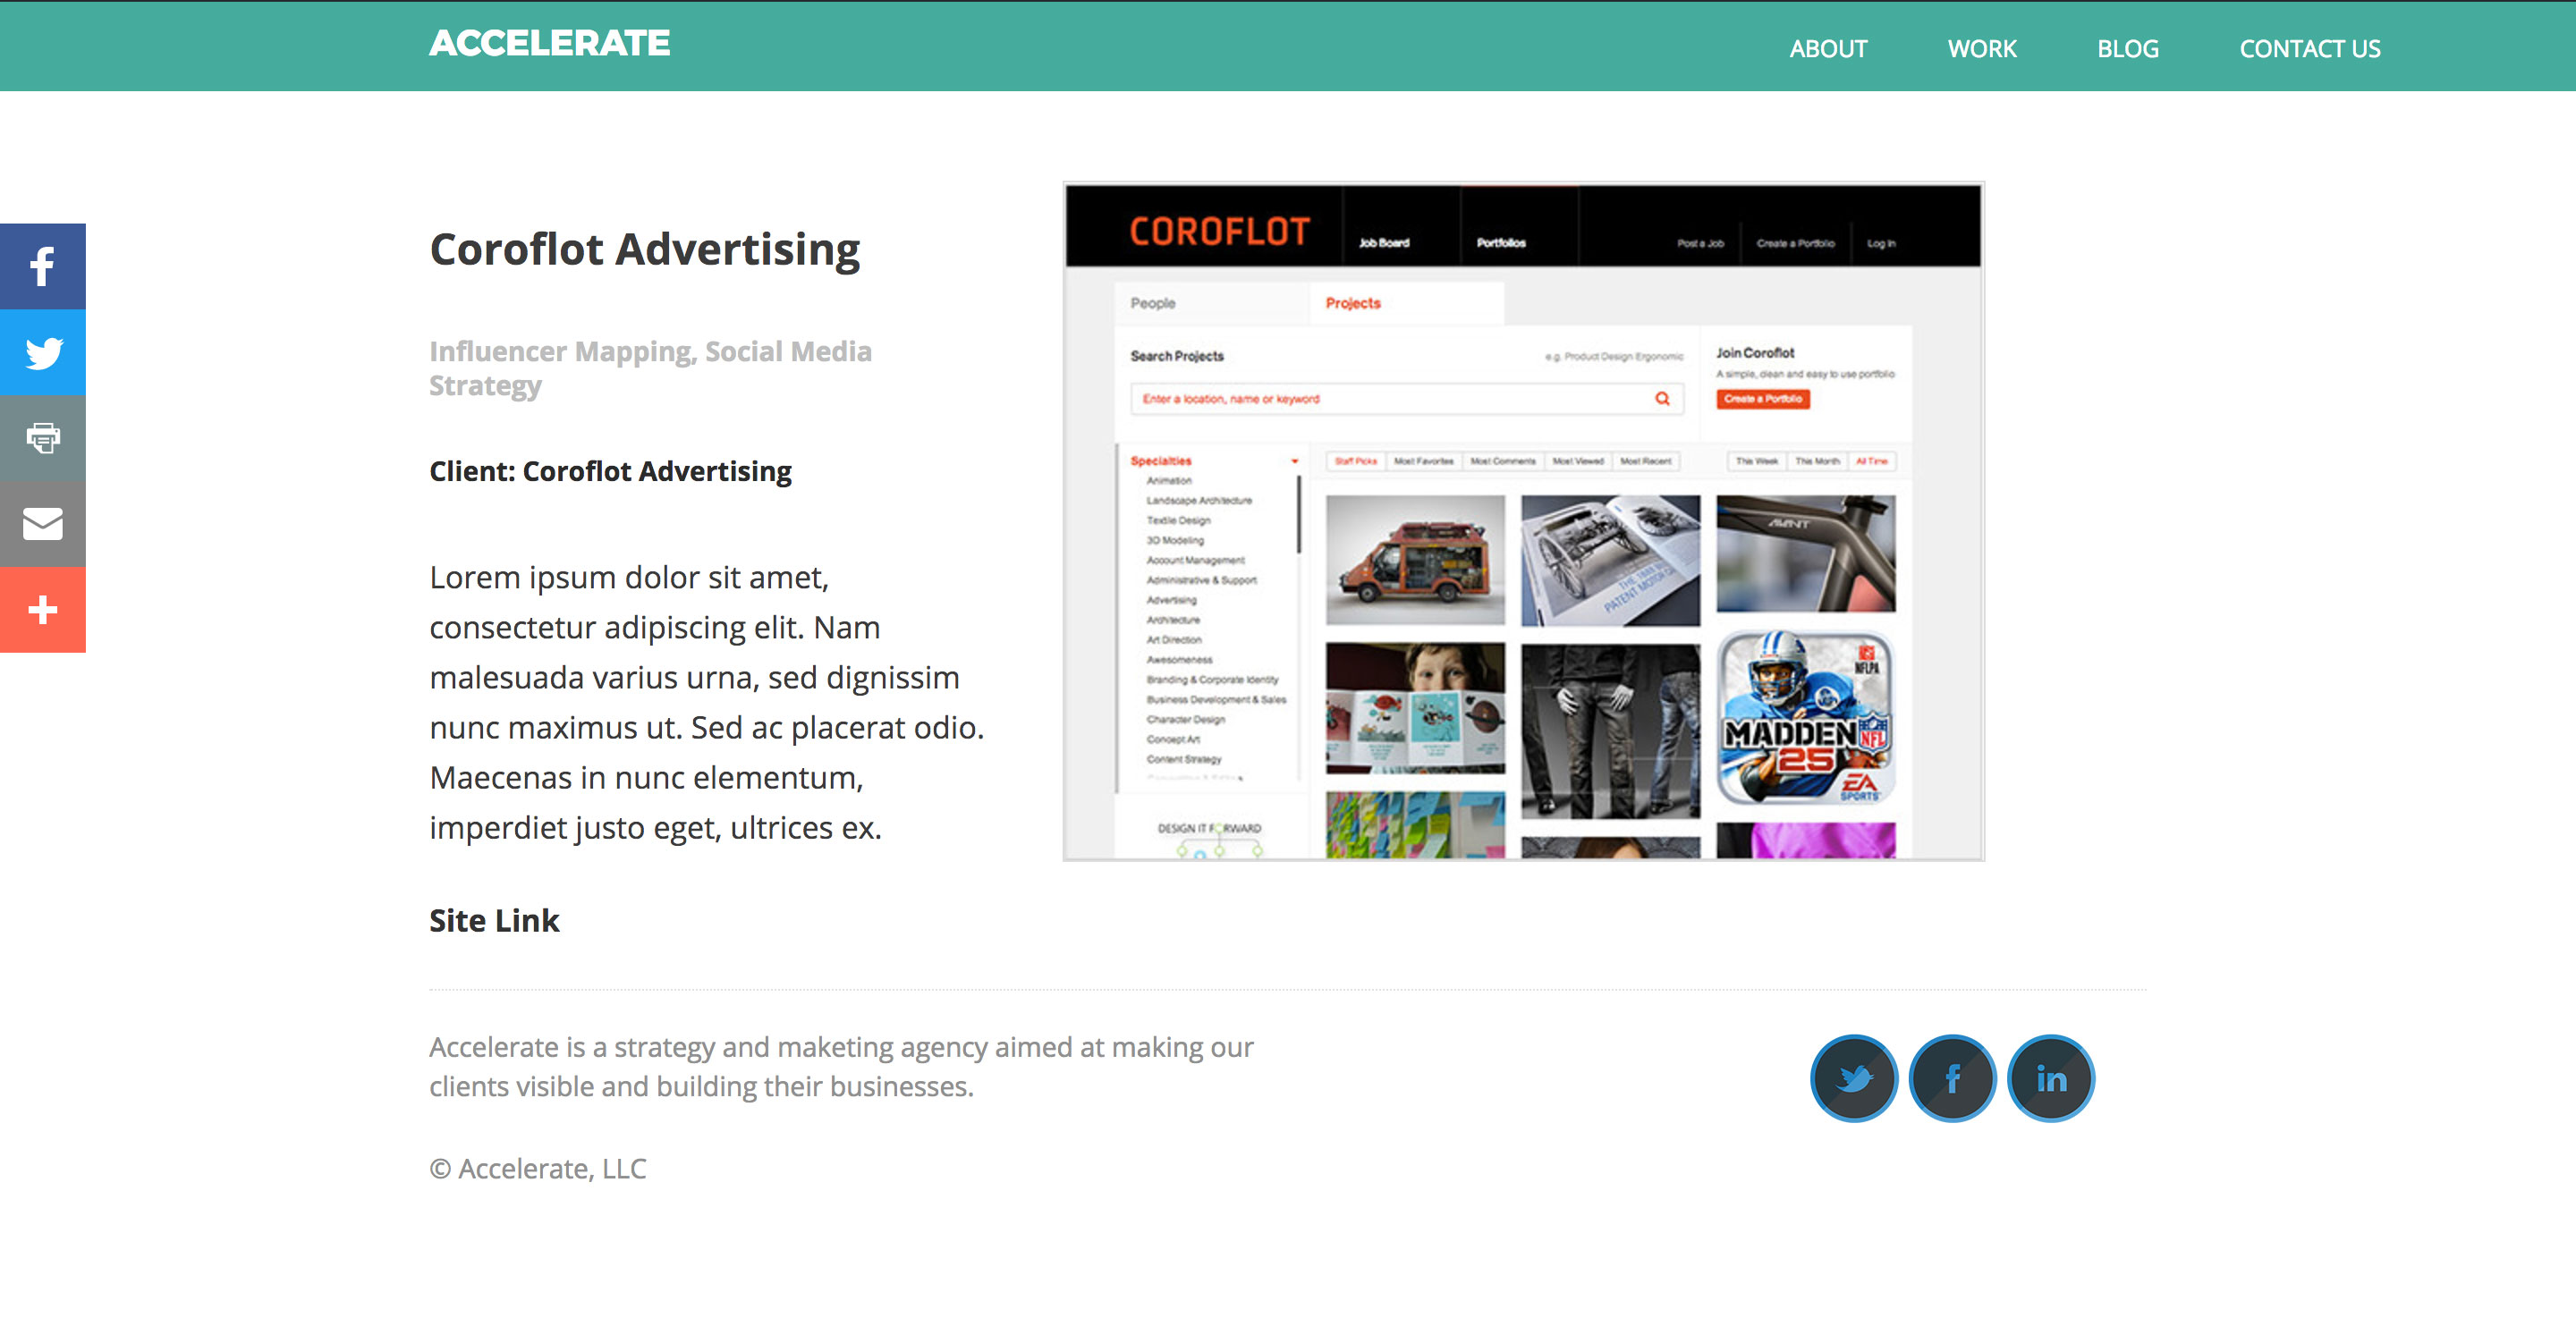 ACCELERATE
ABOUT WORK BLOG CONTACT US
Coroflot Advertising
Influencer Mapping, Social Media
Strategy
Client: Coroflot Advertising
Lorem ipsum dolor sit amet,
consectetur adipiscing elit. Nam
malesuada varius urna, sed dignissim
nunc maximus ut. Sed ac placerat odio.
Maecenas in nunc elementum,
imperdiet justo eget, ultrices ex.
Site Link
COROFLOT
Job Board
Portfolios
Post a Job
Create a Portfolio
Log In
People
Projects
Search Projects
e.g. Product Design Ergonomic
Enter a location, name or keyword
Join Coroflot
A simple, clean and easy to use portfolio
Create a Portfolio
Specialties
Animation
Landscape Architecture
Textile Design
3D Modeling
Account Management
Administrative & Support
Advertising
Architecture
Art Direction
Awesomeness
Branding & Corporate Identity
Business Development & Sales
Character Design
Concept Art
Content Strategy
DESIGN IT FORWARD
Staff Picks Most Favorites Most Comments Most Viewed Most Recent
This Week This Month All Time
PATENT MOTOR
AVENT
NFLPA
MADDEN NFL
25
EA
SPORTS
Accelerate is a strategy and maketing agency aimed at making our
clients visible and building their businesses.
© Accelerate, LLC